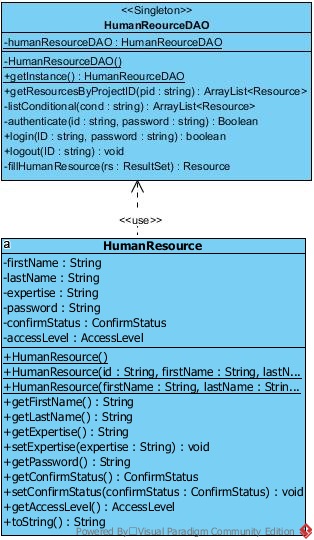 <<Singleton>>
HumanReourceDAO
-humanResourceDAO : HumanReourceDAO
-HumanReourceDAO()
+getInstance() : HumanReourceDAO
+getResourcesByProjectID(pid : string) : ArrayList<Resource>
-listConditional(cond : string) : ArrayList<Resource>
-authenticate(id : string, password : string) : Boolean
+login(ID : string, password : string) : boolean
+logout(ID : string) : void
-fillHumanResource(rs : ResultSet) : Resource
<<use>>
a
HumanResource
-firstName : String
-lastName : String
-expertise : String
-password : String
-confirmStatus : ConfirmStatus
-accessLevel : AccessLevel
+HumanResource()
+HumanResource(id : String, firstName : String, lastN...
+HumanResource(firstName : String, lastName : Strin...
+getFirstName() : String
+getLastName() : String
+getExpertise() : String
+setExpertise(expertise : String) : void
+getPassword() : String
+getConfirmStatus() : ConfirmStatus
+setConfirmStatus(confirmStatus : ConfirmStatus) : void
+getAccessLevel() : AccessLevel
+toString() : String
Powered By□Visual Paradigm Community Edition